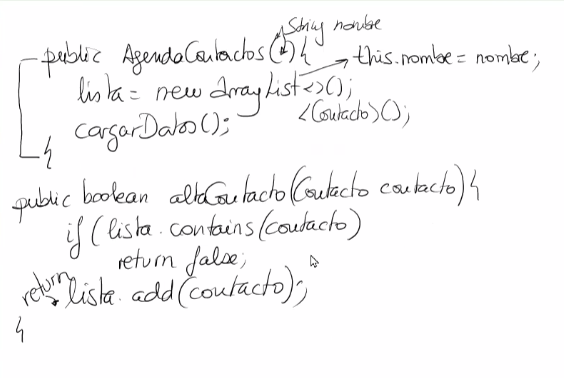 String nombre
public AgendaContactos(){
this.nombre = nombre;
lista = new ArrayList<>();
<Contacto>();
cargarDatos();
}
public boolean altaContacto(Contacto contacto){
if (lista.contains(contacto)
return false;
return lista.add(contacto);
}